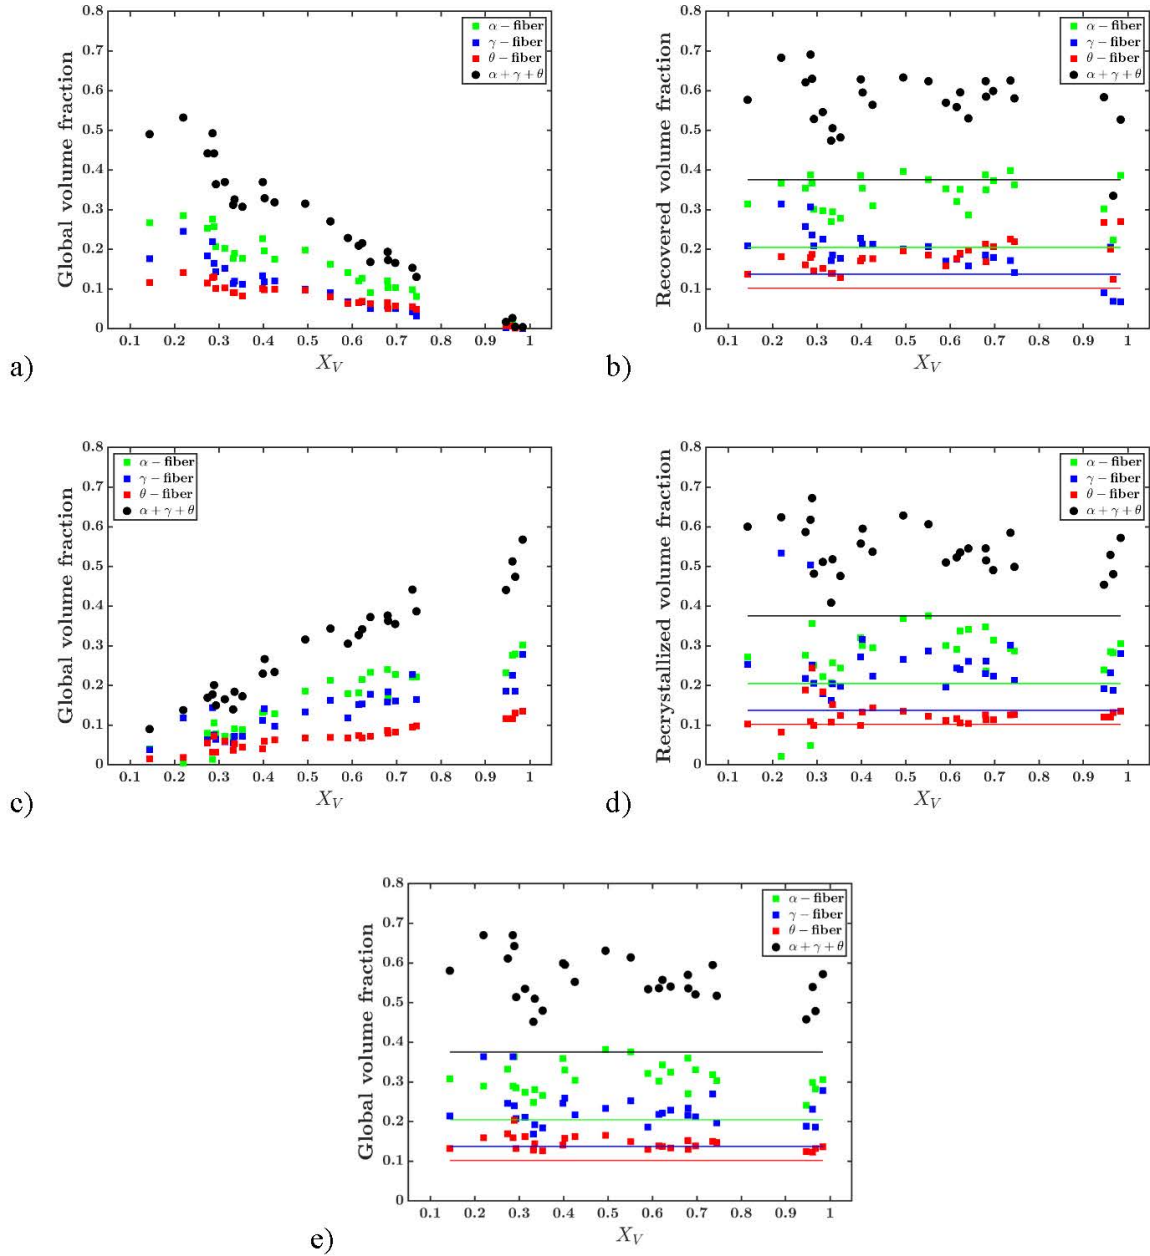 0.8
0.7
0.6
0.5
0.4
0.3
0.2
0.1
0
Global volume fraction
α − fiber
γ − fiber
θ − fiber
α + γ + θ
0.1 0.2 0.3 0.4 0.5 0.6 0.7 0.8 0.9 1
X_V
a)
0.8
0.7
0.6
0.5
0.4
0.3
0.2
0.1
0
Recovered volume fraction
α − fiber
γ − fiber
θ − fiber
α + γ + θ
0.1 0.2 0.3 0.4 0.5 0.6 0.7 0.8 0.9 1
X_V
b)
0.8
0.7
0.6
0.5
0.4
0.3
0.2
0.1
0
Global volume fraction
α − fiber
γ − fiber
θ − fiber
α + γ + θ
0.1 0.2 0.3 0.4 0.5 0.6 0.7 0.8 0.9 1
X_V
c)
0.8
0.7
0.6
0.5
0.4
0.3
0.2
0.1
0
Recrystallized volume fraction
α − fiber
γ − fiber
θ − fiber
α + γ + θ
0.1 0.2 0.3 0.4 0.5 0.6 0.7 0.8 0.9 1
X_V
d)
0.8
0.7
0.6
0.5
0.4
0.3
0.2
0.1
0
Global volume fraction
α − fiber
γ − fiber
θ − fiber
α + γ + θ
0.1 0.2 0.3 0.4 0.5 0.6 0.7 0.8 0.9 1
X_V
e)